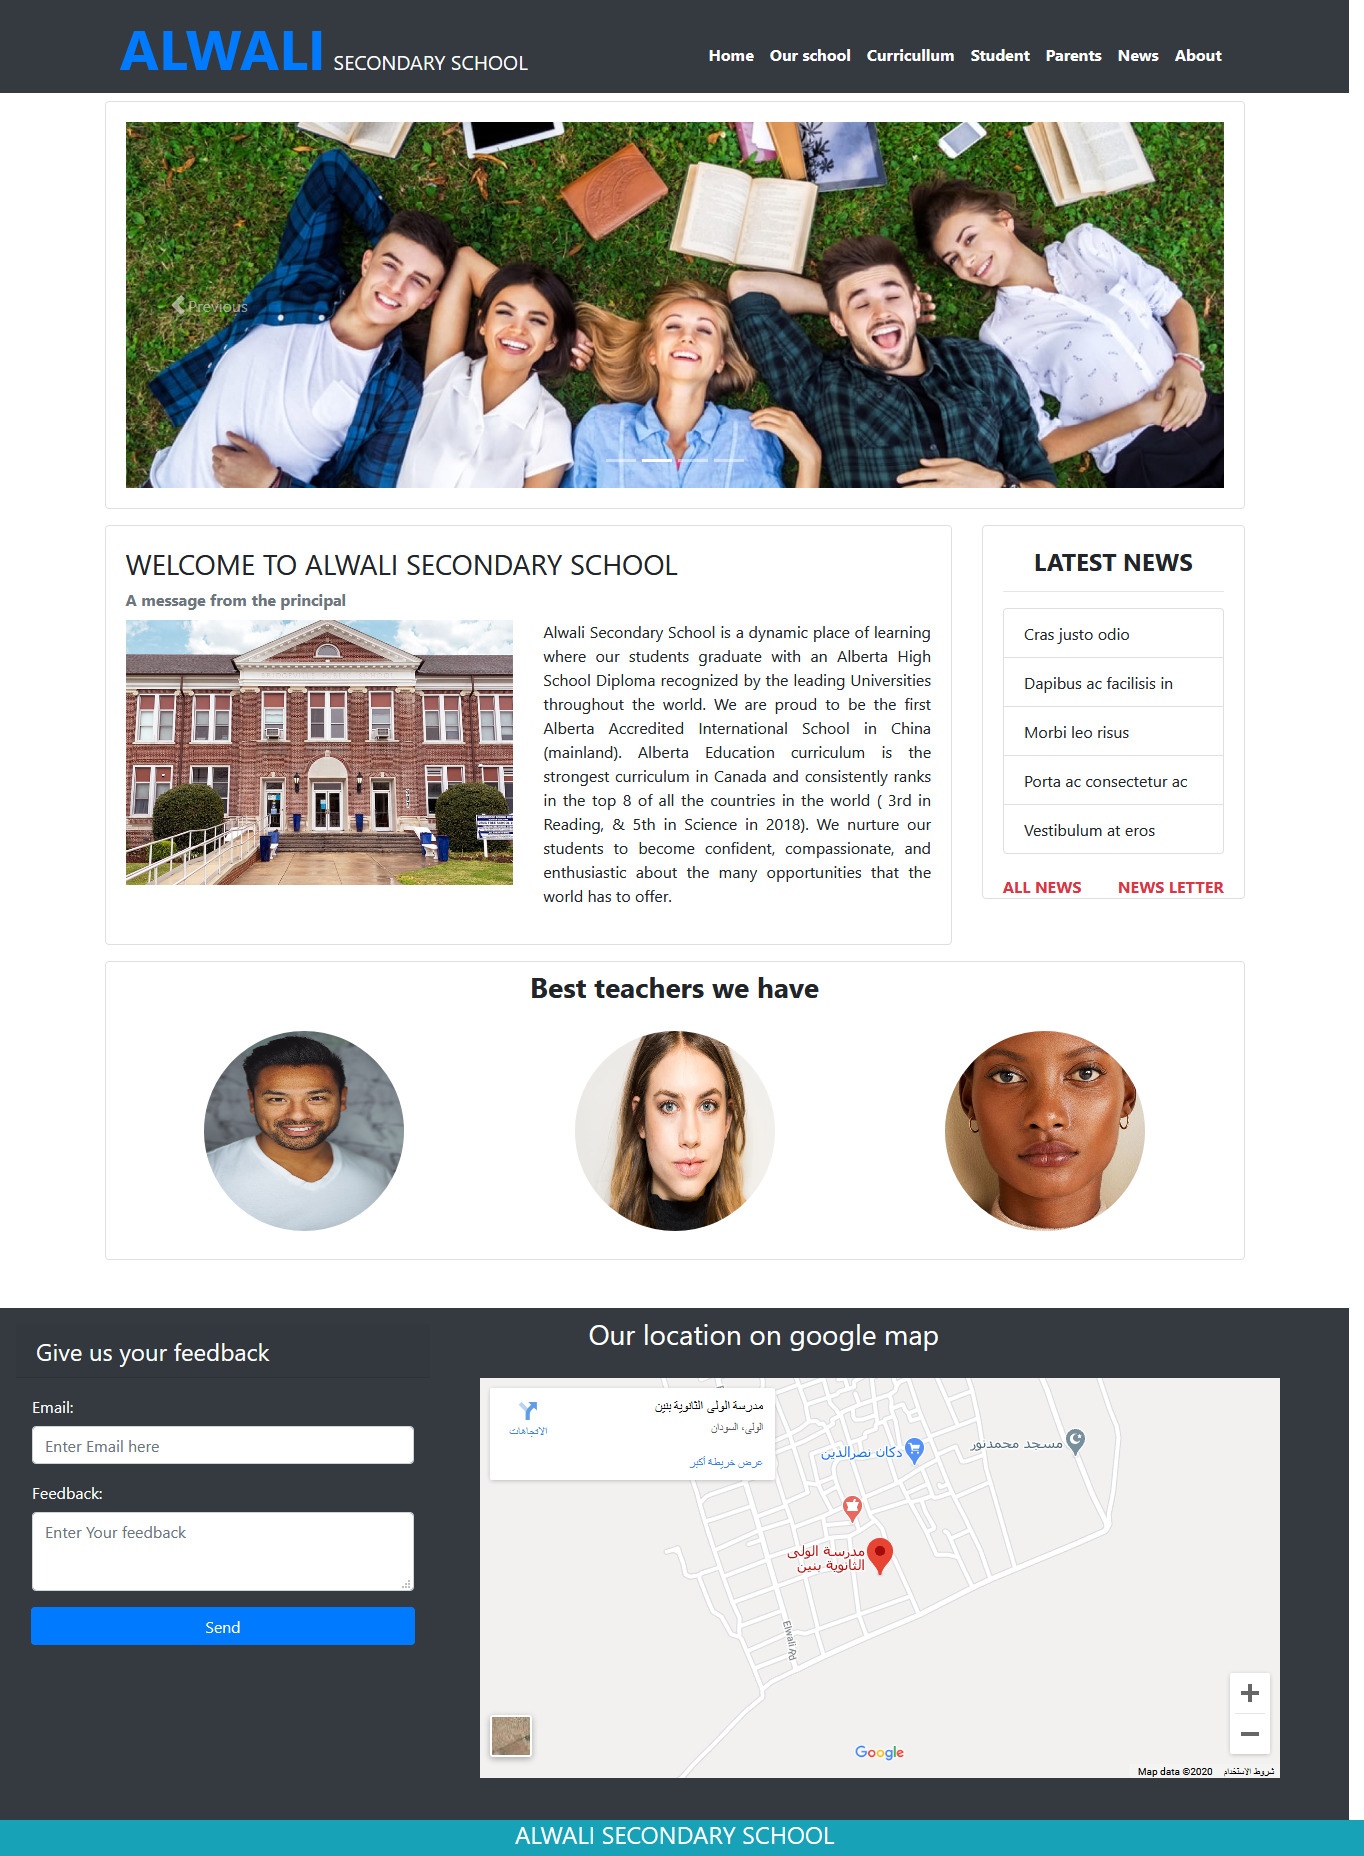 ALWALI SECONDARY SCHOOL
Home Our school Curricullum Student Parents News About
Previous
WELCOME TO ALWALI SECONDARY SCHOOL
A message from the principal
Alwali Secondary School is a dynamic place of learning
where our students graduate with an Alberta High
School Diploma recognized by the leading Universities
throughout the world. We are proud to be the first
Alberta Accredited International School in China
(mainland). Alberta Education curriculum is the
strongest curriculum in Canada and consistently ranks
in the top 8 of all the countries in the world ( 3rd in
Reading, & 5th in Science in 2018). We nurture our
students to become confident, compassionate, and
enthusiastic about the many opportunities that the
world has to offer.
LATEST NEWS
Cras justo odio
Dapibus ac facilisis in
Morbi leo risus
Porta ac consectetur ac
Vestibulum at eros
ALL NEWS NEWS LETTER
Best teachers we have
Give us your feedback
Email:
Enter Email here
Feedback:
Enter Your feedback
Send
Our location on google map
مدرسة الولى الثانوية بنين
الولى، السودان
الاتجاهات
عرض خريطة أكبر
دكان نصرالدين
مسجد محمدنور
مدرسة الولى
الثانوية بنين
Elwali Rd
Google
Map data ©2020 شروط الاستخدام
ALWALI SECONDARY SCHOOL